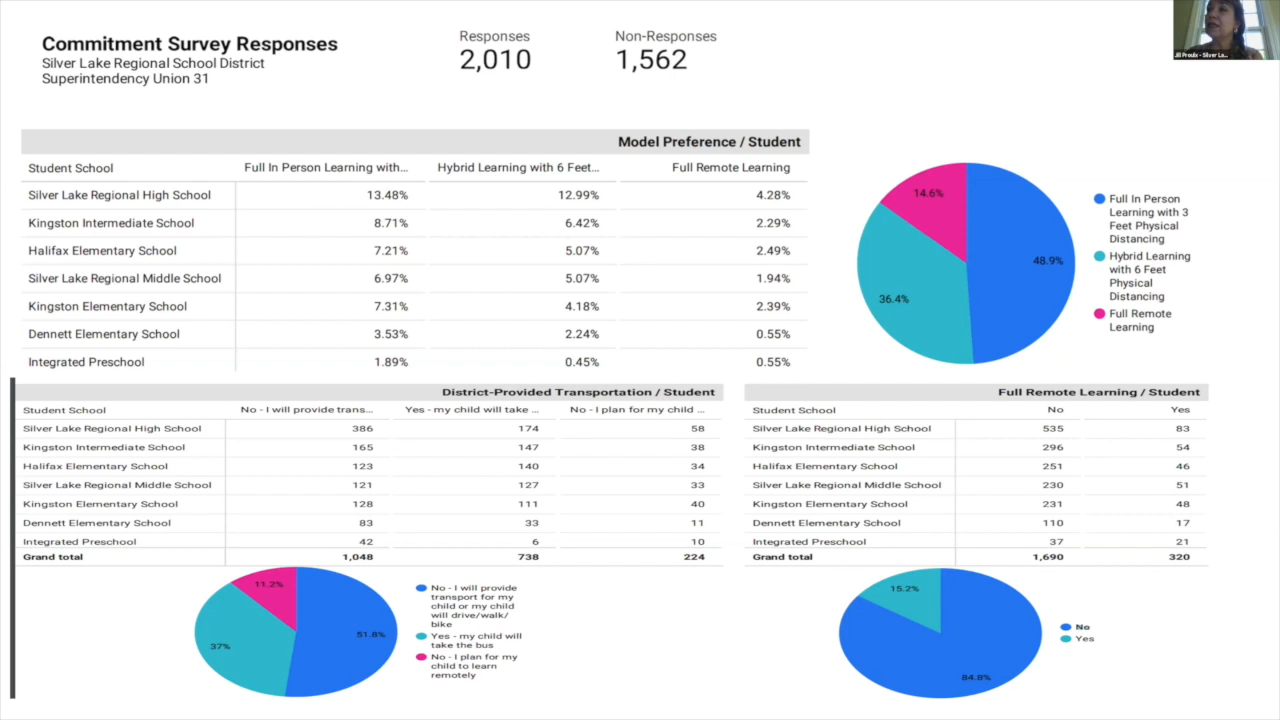 Commitment Survey Responses
Silver Lake Regional School District
Superintendency Union 31
Responses
2,010
Non-Responses
1,562
Jill Proulx - Silver La...
Model Preference / Student
Student School Full In Person Learning with... Hybrid Learning with 6 Feet... Full Remote Learning
Silver Lake Regional High School 13.48% 12.99% 4.28%
Kingston Intermediate School 8.71% 6.42% 2.29%
Halifax Elementary School 7.21% 5.07% 2.49%
Silver Lake Regional Middle School 6.97% 5.07% 1.94%
Kingston Elementary School 7.31% 4.18% 2.39%
Dennett Elementary School 3.53% 2.24% 0.55%
Integrated Preschool 1.89% 0.45% 0.55%
14.6%
48.9%
36.4%
Full In Person
Learning with 3
Feet Physical
Distancing
Hybrid Learning
with 6 Feet
Physical
Distancing
Full Remote
Learning
District-Provided Transportation / Student
Student School No - I will provide trans... Yes - my child will take ... No - I plan for my child ...
Silver Lake Regional High School 386 174 58
Kingston Intermediate School 165 147 38
Halifax Elementary School 123 140 34
Silver Lake Regional Middle School 121 127 33
Kingston Elementary School 128 111 40
Dennett Elementary School 83 33 11
Integrated Preschool 42 6 10
Grand total 1,048 738 224
11.2%
51.8%
37%
No - I will provide
transport for my
child or my child
will drive/walk/
bike
Yes - my child will
take the bus
No - I plan for my
child to learn
remotely
Full Remote Learning / Student
Student School No Yes
Silver Lake Regional High School 535 83
Kingston Intermediate School 296 54
Halifax Elementary School 251 46
Silver Lake Regional Middle School 230 51
Kingston Elementary School 231 48
Dennett Elementary School 110 17
Integrated Preschool 37 21
Grand total 1,690 320
15.2%
84.8%
No
Yes